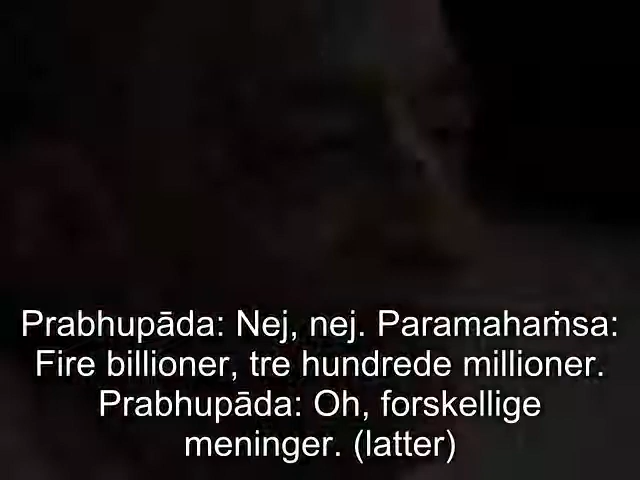 Prabhupāda: Nej, nej. Paramahaṁsa:
Fire billioner, tre hundrede millioner.
Prabhupāda: Oh, forskellige
meninger. (latter)